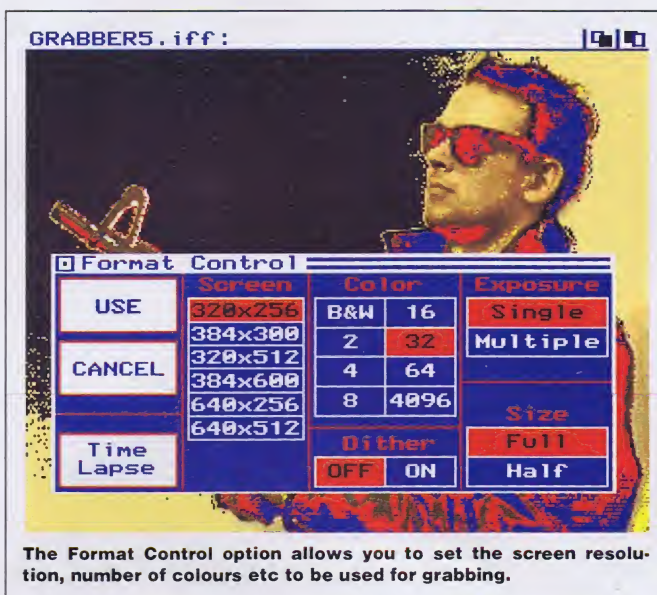 GRABBER5.iff:
Format Control
USE
CANCEL
Time
Lapse
Screen
320x256
384x300
320x512
384x600
640x256
640x512
Color
B&W 16
2 32
4 64
8 4096
Dither
OFF ON
Exposure
Single
Multiple
Size
Full
Half
The Format Control option allows you to set the screen resolu-
tion, number of colours etc to be used for grabbing.